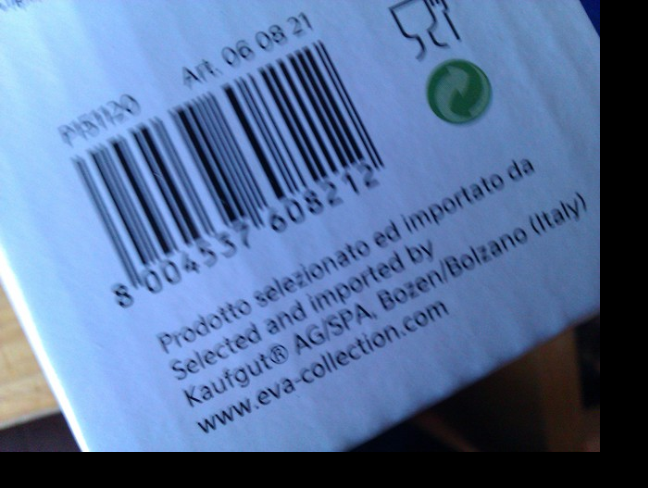 Art. 06 08 21
8 004537 608212
Prodotto selezionato ed importato da
Selected and imported by
Kaufgut® AG/SPA, Bozen/Bolzano (Italy)
www.eva-collection.com